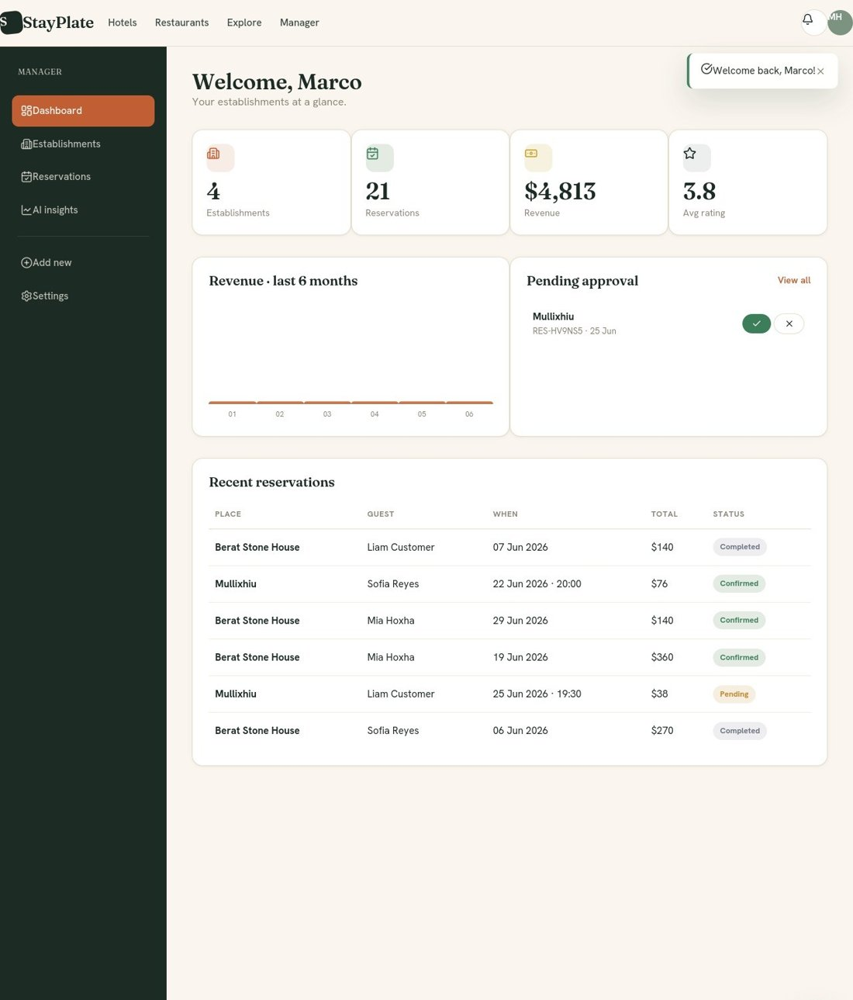 S StayPlate Hotels Restaurants Explore Manager MH
MANAGER
Dashboard
Establishments
Reservations
AI insights
Add new
Settings
Welcome back, Marco!
Welcome, Marco
Your establishments at a glance.
4
Establishments
21
Reservations
$4,813
Revenue
3.8
Avg rating
Revenue · last 6 months
01 02 03 04 05 06
Pending approval View all
Mullixhiu
RES-HV9NS5 · 25 Jun
Recent reservations
PLACE GUEST WHEN TOTAL STATUS
Berat Stone House Liam Customer 07 Jun 2026 $140 Completed
Mullixhiu Sofia Reyes 22 Jun 2026 · 20:00 $76 Confirmed
Berat Stone House Mia Hoxha 29 Jun 2026 $140 Confirmed
Berat Stone House Mia Hoxha 19 Jun 2026 $360 Confirmed
Mullixhiu Liam Customer 25 Jun 2026 · 19:30 $38 Pending
Berat Stone House Sofia Reyes 06 Jun 2026 $270 Completed